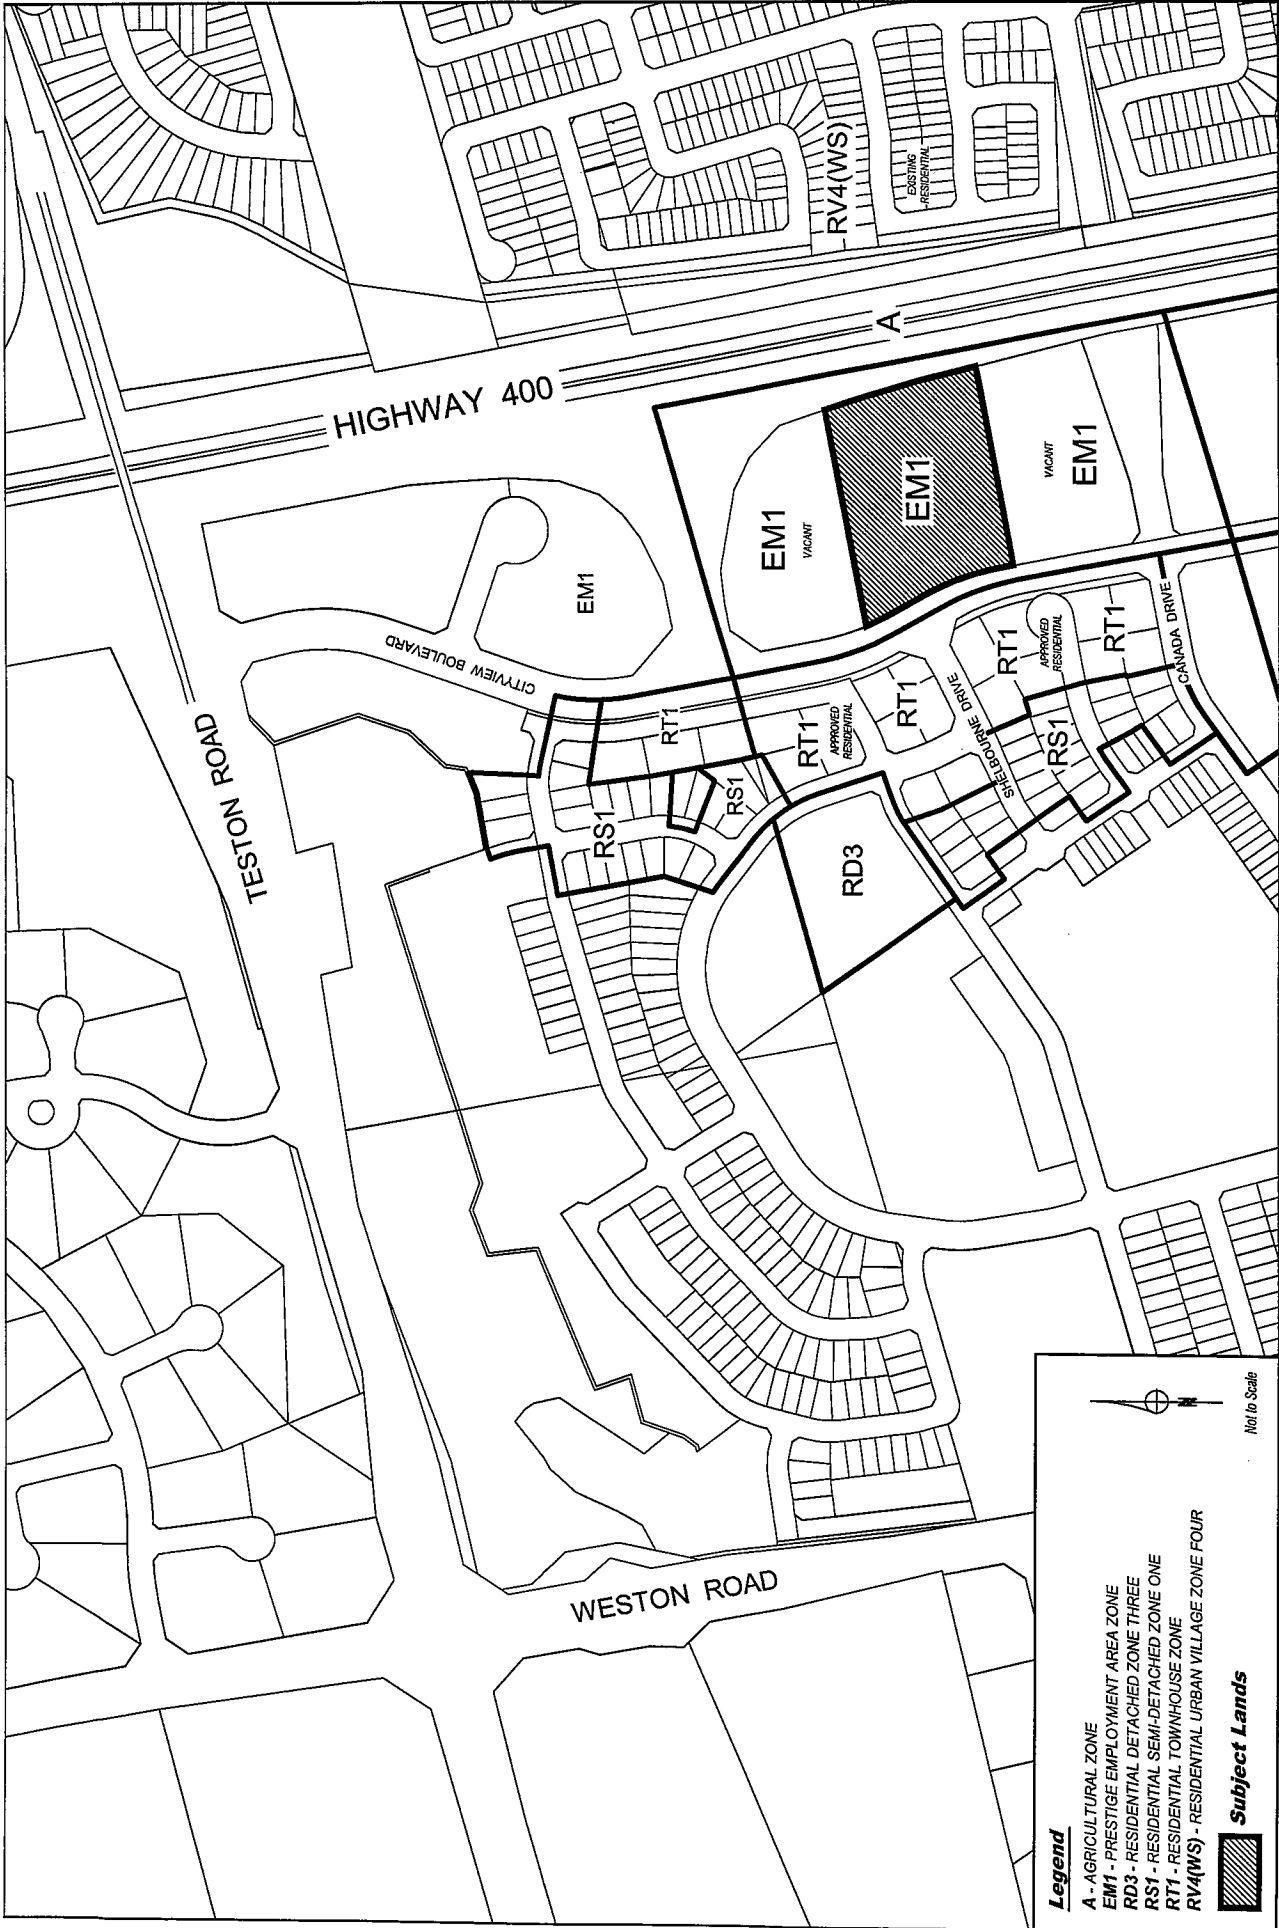 TESTON ROAD
HIGHWAY 400
WESTON ROAD
CITYVIEW BOULEVARD
SHELBOURNE DRIVE
CANADA DRIVE
RV4(WS)
EXISTING
RESIDENTIAL
A
EM1
EM1
VACANT
EM1
VACANT
EM1
RS1
RT1
RS1
RT1
APPROVED
RESIDENTIAL
RT1
RD3
RT1
APPROVED
RESIDENTIAL
RS1
RT1
Legend
A - AGRICULTURAL ZONE
EM1 - PRESTIGE EMPLOYMENT AREA ZONE
RD3 - RESIDENTIAL DETACHED ZONE THREE
RS1 - RESIDENTIAL SEMI-DETACHED ZONE ONE
RT1 - RESIDENTIAL TOWNHOUSE ZONE
RV4(WS) - RESIDENTIAL URBAN VILLAGE ZONE FOUR
Subject Lands
N
Not to Scale